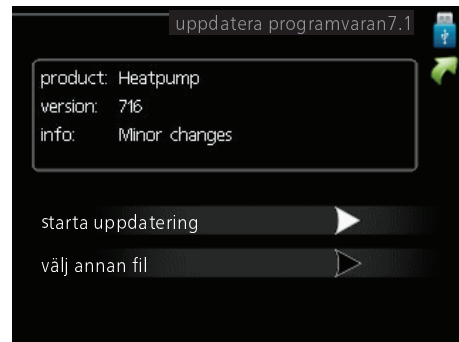 uppdatera programvaran7.1
product: Heatpump
version: 716
info: Minor changes
starta uppdatering
välj annan fil